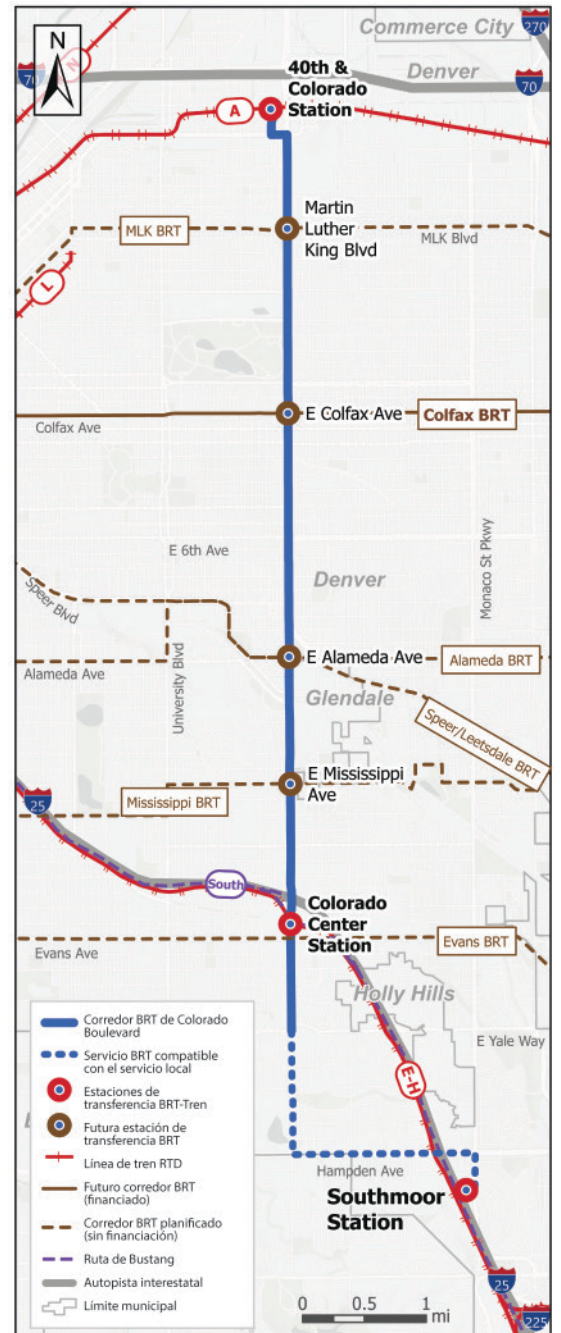 N
Commerce City
270
70
N
40th &
Colorado
Station
Denver
70
A
Martin
Luther
King Blvd
MLK BRT
MLK Blvd
L
E Colfax Ave
Colfax BRT
Colfax Ave
Monaco St Pkwy
E 6th Ave
Denver
Speer Blvd
University Blvd
E Alameda Ave
Alameda BRT
Alameda Ave
Glendale
Speer/Leetsdale BRT
E Mississippi
Ave
Mississippi BRT
25
South
Colorado
Center
Station
Evans BRT
Evans Ave
Holly Hills
E Yale Way
E-H
Hampden Ave
Southmoor
Station
25
225
Corredor BRT de Colorado
Boulevard
Servicio BRT compatible
con el servicio local
Estaciones de
transferencia BRT-Tren
Futura estación de
transferencia BRT
Línea de tren RTD
Futuro corredor BRT
(financiado)
Corredor BRT planificado
(sin financiación)
Ruta de Bustang
Autopista interestatal
Límite municipal
0 0.5 1
mi